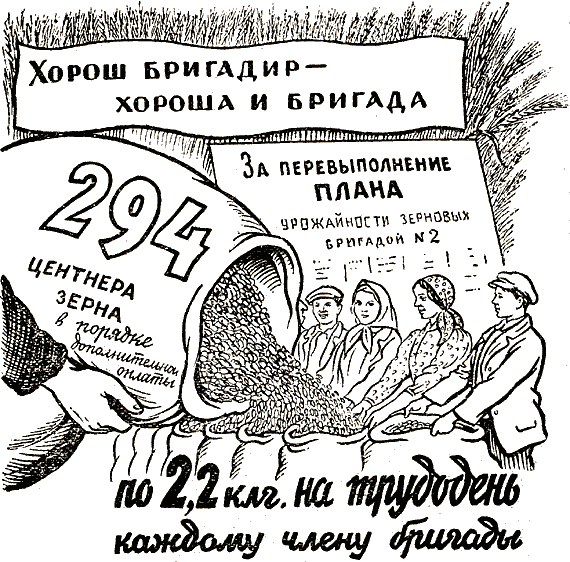 Хорош бригадир —
хороша и бригада
За перевыполнение
плана
урожайности зерновых
бригадой №2
294
центнера
зерна
в порядке
дополнительной
оплаты
по 2,2 клг. на трудодень
каждому члену бригады